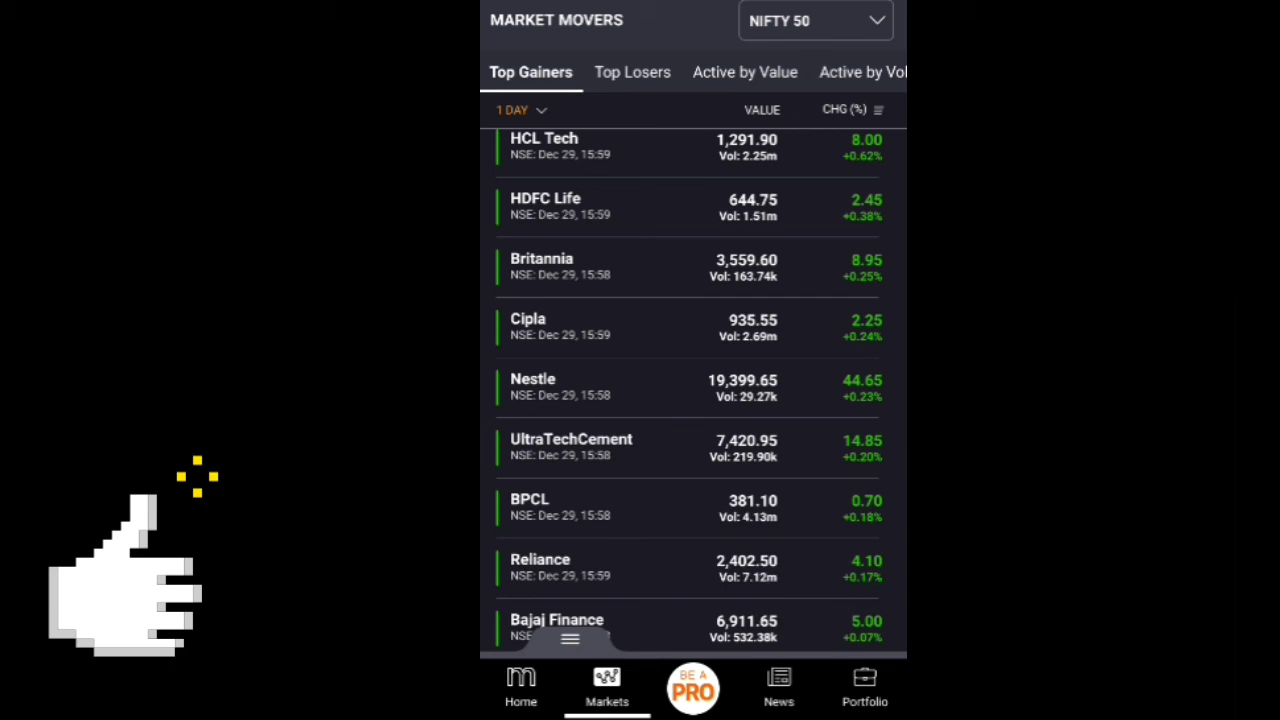 MARKET MOVERS
NIFTY 50
Top Gainers Top Losers Active by Value Active by Vol
1 DAY VALUE CHG (%)
HCL Tech 1,291.90 8.00
NSE: Dec 29, 15:59 Vol: 2.25m +0.62%
HDFC Life 644.75 2.45
NSE: Dec 29, 15:59 Vol: 1.51m +0.38%
Britannia 3,559.60 8.95
NSE: Dec 29, 15:58 Vol: 163.74k +0.25%
Cipla 935.55 2.25
NSE: Dec 29, 15:59 Vol: 2.69m +0.24%
Nestle 19,399.65 44.65
NSE: Dec 29, 15:58 Vol: 29.27k +0.23%
UltraTechCement 7,420.95 14.85
NSE: Dec 29, 15:58 Vol: 219.90k +0.20%
BPCL 381.10 0.70
NSE: Dec 29, 15:58 Vol: 4.13m +0.18%
Reliance 2,402.50 4.10
NSE: Dec 29, 15:59 Vol: 7.12m +0.17%
Bajaj Finance 6,911.65 5.00
NSE Vol: 532.38k +0.07%
BE A
PRO
Home Markets News Portfolio